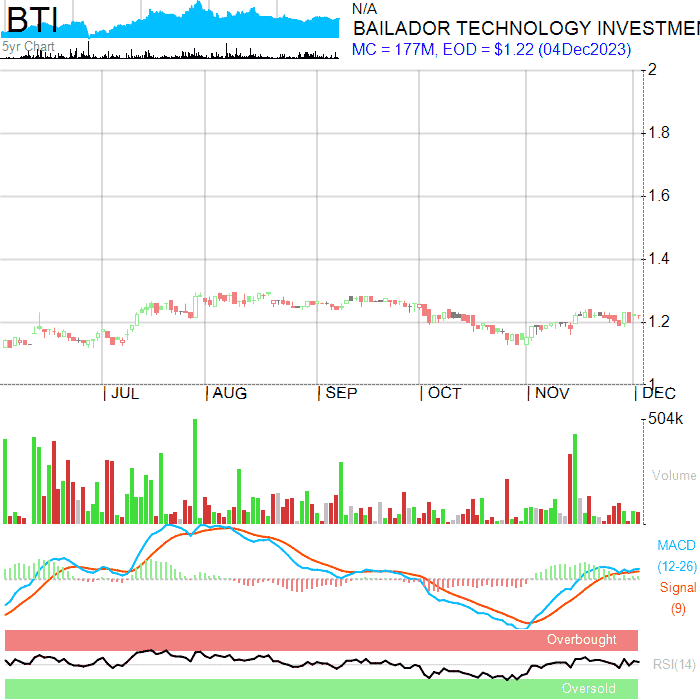 BTI
5yr Chart
N/A
BAILADOR TECHNOLOGY INVESTME
MC = 177M, EOD = $1.22 (04Dec2023)
2
1.8
1.6
1.4
1.2
1
JUL AUG SEP OCT NOV DEC
504k
Volume
MACD
(12-26)
Signal
(9)
Overbought
RSI(14)
Oversold